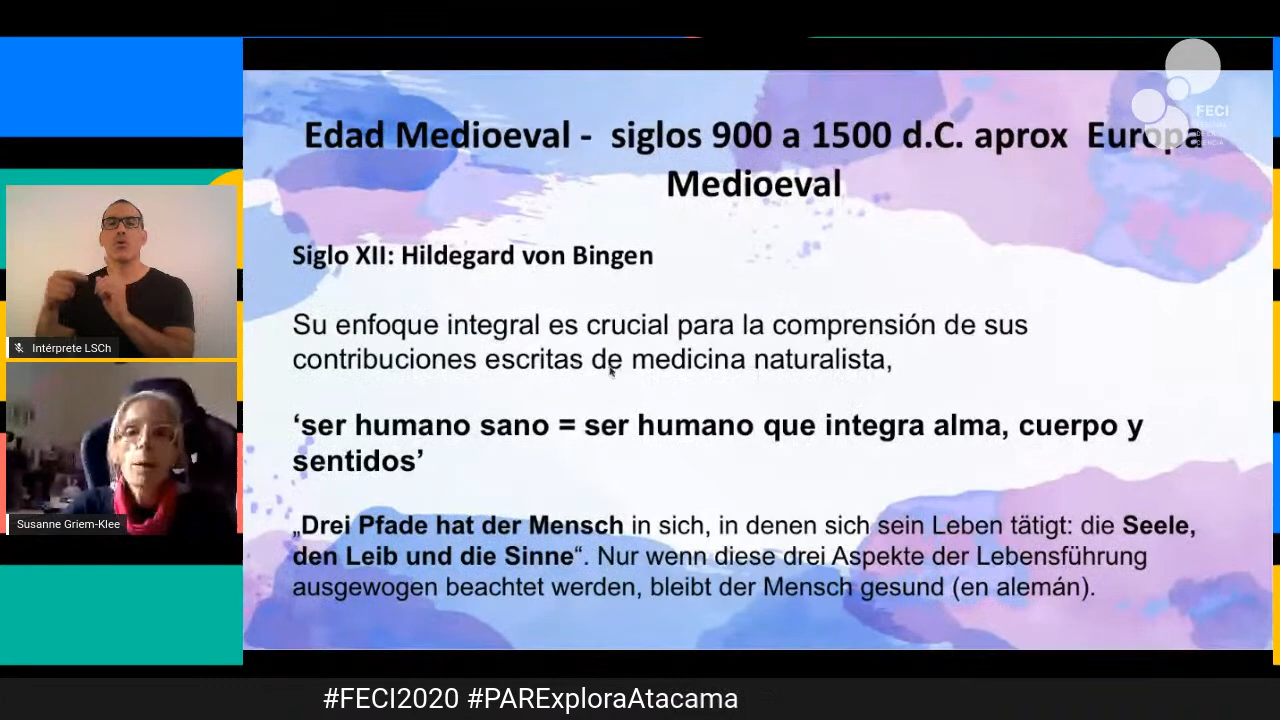 Edad Medioeval -  siglos 900 a 1500 d.C. aprox  Europa
Medioeval
FECI
Siglo XII: Hildegard von Bingen
Su enfoque integral es crucial para la comprensión de sus
contribuciones escritas de medicina naturalista,
‘ser humano sano = ser humano que integra alma, cuerpo y
sentidos’
„Drei Pfade hat der Mensch in sich, in denen sich sein Leben tätigt: die Seele,
den Leib und die Sinne“. Nur wenn diese drei Aspekte der Lebensführung
ausgewogen beachtet werden, bleibt der Mensch gesund (en alemán).
Intérprete LSCh
Susanne Griem-Klee
#FECI2020 #PARExploraAtacama